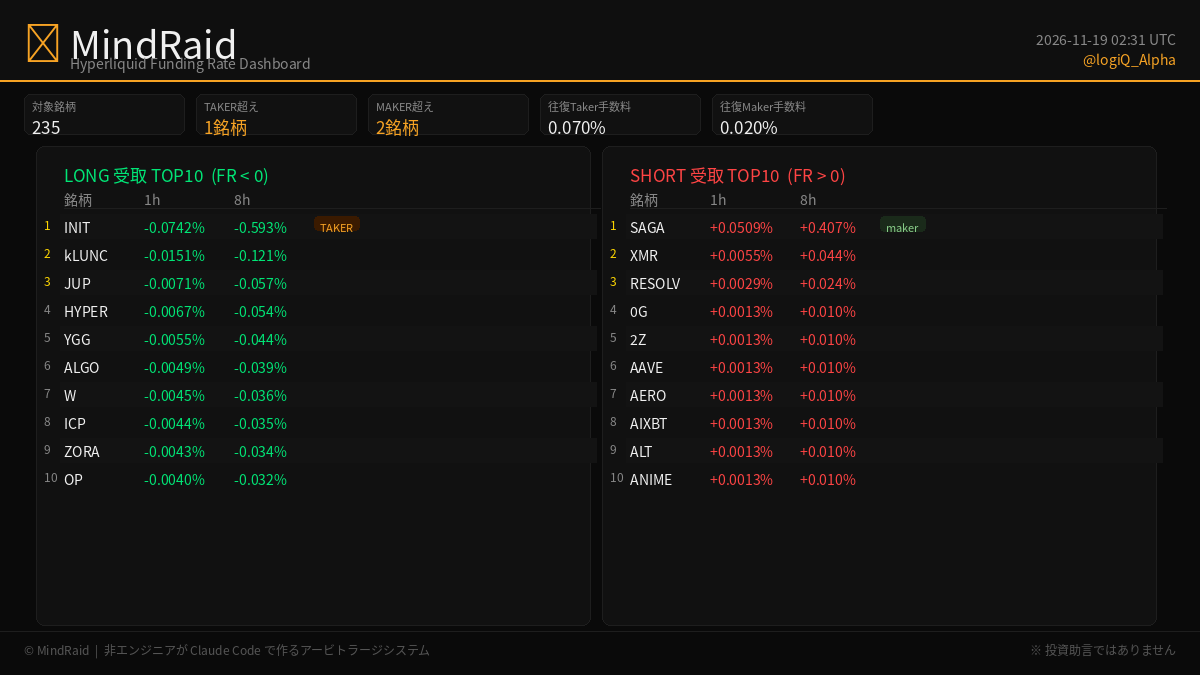 MindRaid
Hyperliquid Funding Rate Dashboard
2026-11-19 02:31 UTC
@logiQ_Alpha
対象銘柄
235
TAKER超え
1銘柄
MAKER超え
2銘柄
往復Taker手数料
0.070%
往復Maker手数料
0.020%
LONG 受取 TOP10 (FR < 0)
銘柄 1h 8h
1 INIT -0.0742% -0.593% TAKER
2 kLUNC -0.0151% -0.121%
3 JUP -0.0071% -0.057%
4 HYPER -0.0067% -0.054%
5 YGG -0.0055% -0.044%
6 ALGO -0.0049% -0.039%
7 W -0.0045% -0.036%
8 ICP -0.0044% -0.035%
9 ZORA -0.0043% -0.034%
10 OP -0.0040% -0.032%
SHORT 受取 TOP10 (FR > 0)
銘柄 1h 8h
1 SAGA +0.0509% +0.407% maker
2 XMR +0.0055% +0.044%
3 RESOLV +0.0029% +0.024%
4 0G +0.0013% +0.010%
5 2Z +0.0013% +0.010%
6 AAVE +0.0013% +0.010%
7 AERO +0.0013% +0.010%
8 AIXBT +0.0013% +0.010%
9 ALT +0.0013% +0.010%
10 ANIME +0.0013% +0.010%
© MindRaid | 非エンジニアが Claude Code で作るアービトラージシステム
※ 投資助言ではありません